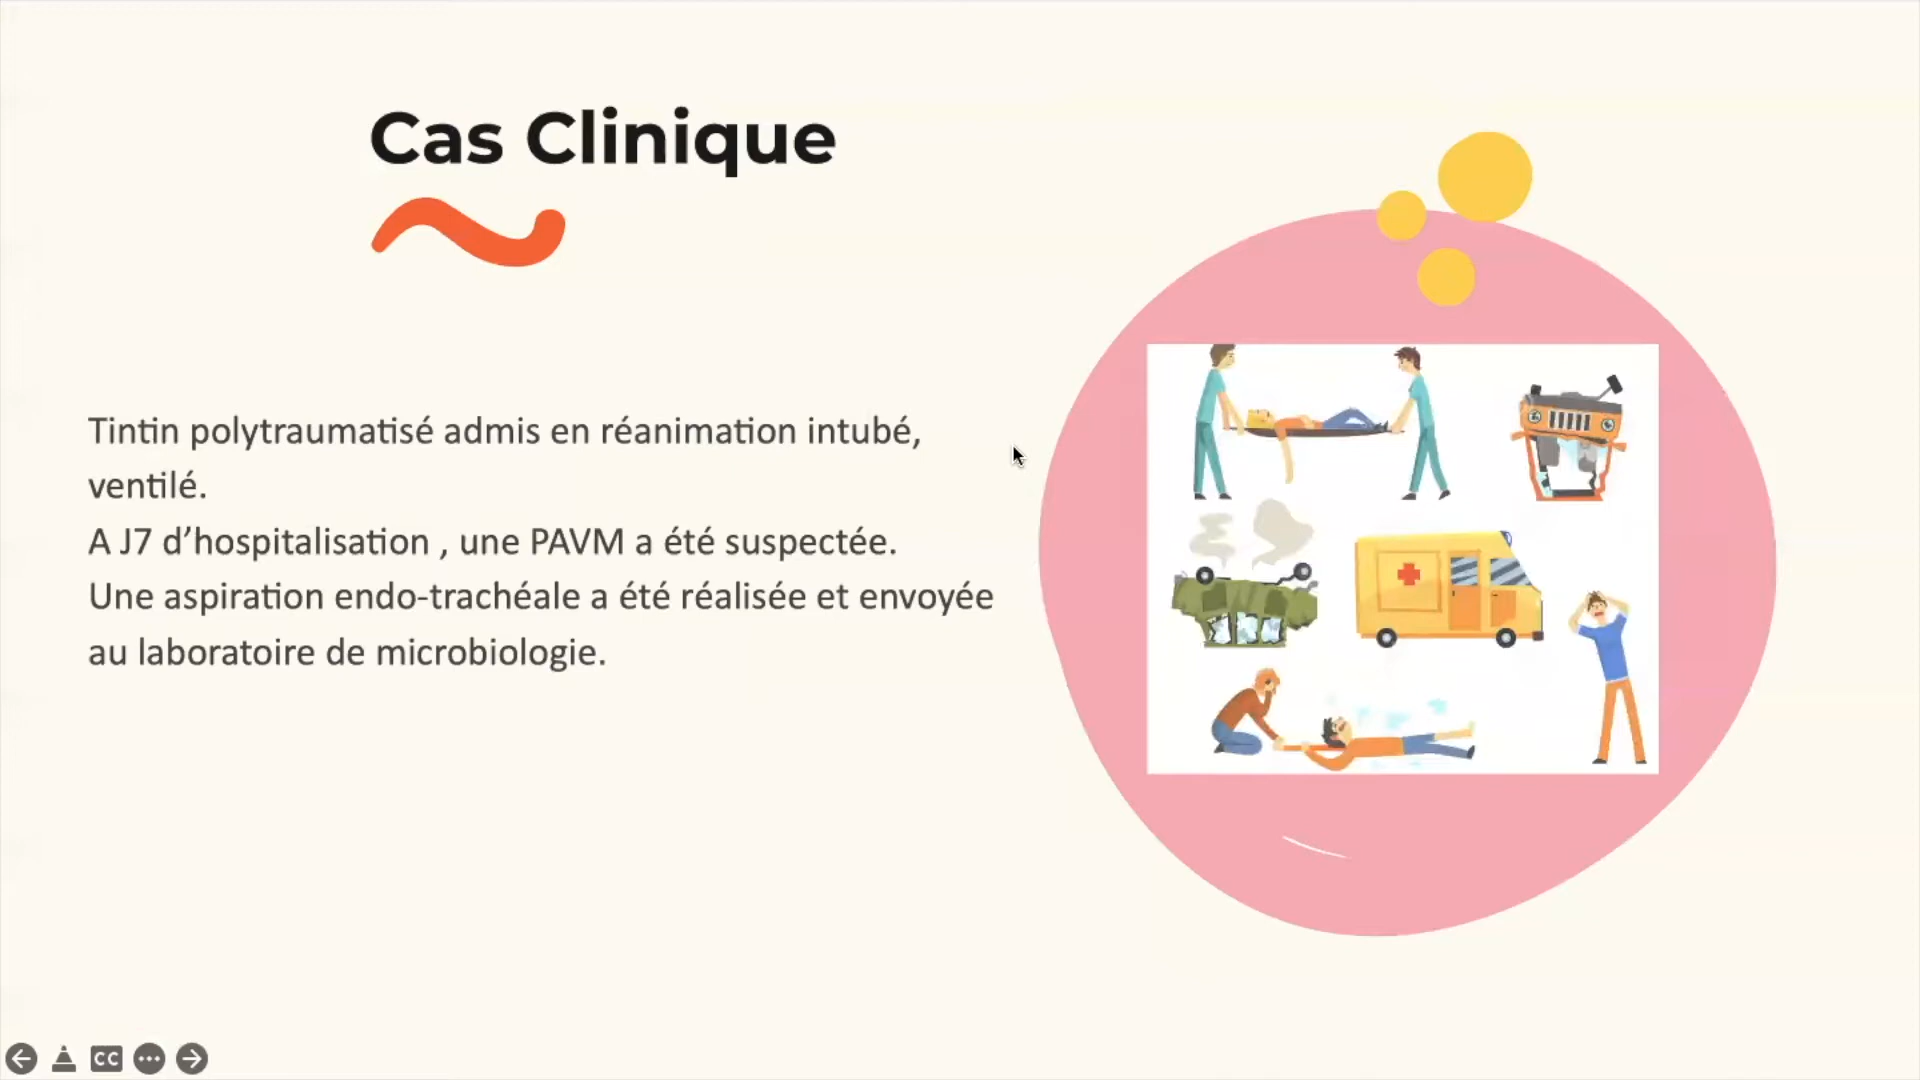 Cas Clinique
Tintin polytraumatisé admis en réanimation intubé,
ventilé.
A J7 d’hospitalisation , une PAVM a été suspectée.
Une aspiration endo-trachéale a été réalisée et envoyée
au laboratoire de microbiologie.
CC